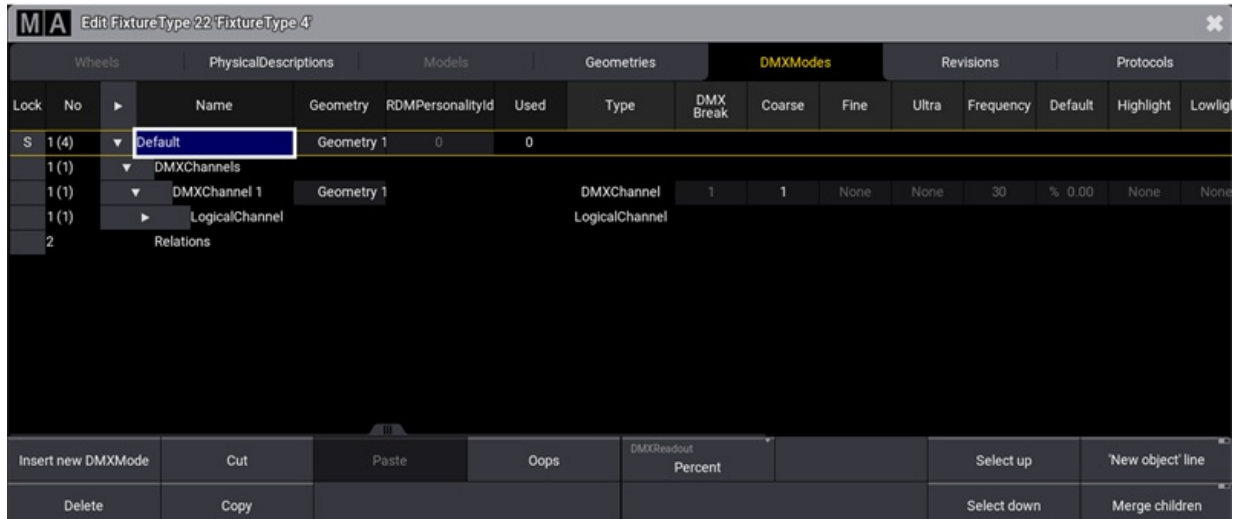 MA Edit FixtureType 22 'FixtureType 4'
Wheels PhysicalDescriptions Models Geometries DMXModes Revisions Protocols
Lock No Name Geometry RDMPersonalityId Used Type DMX Break Coarse Fine Ultra Frequency Default Highlight Lowlig
S 1 (4) Default Geometry 1 0 0
1 (1) DMXChannels
1 (1) DMXChannel 1 Geometry 1 DMXChannel 1 1 None None 30 % 0.00 None None
1 (1) LogicalChannel LogicalChannel
2 Relations
Insert new DMXMode Cut Paste Oops DMXReadout Percent Select up 'New object' line
Delete Copy Select down Merge children